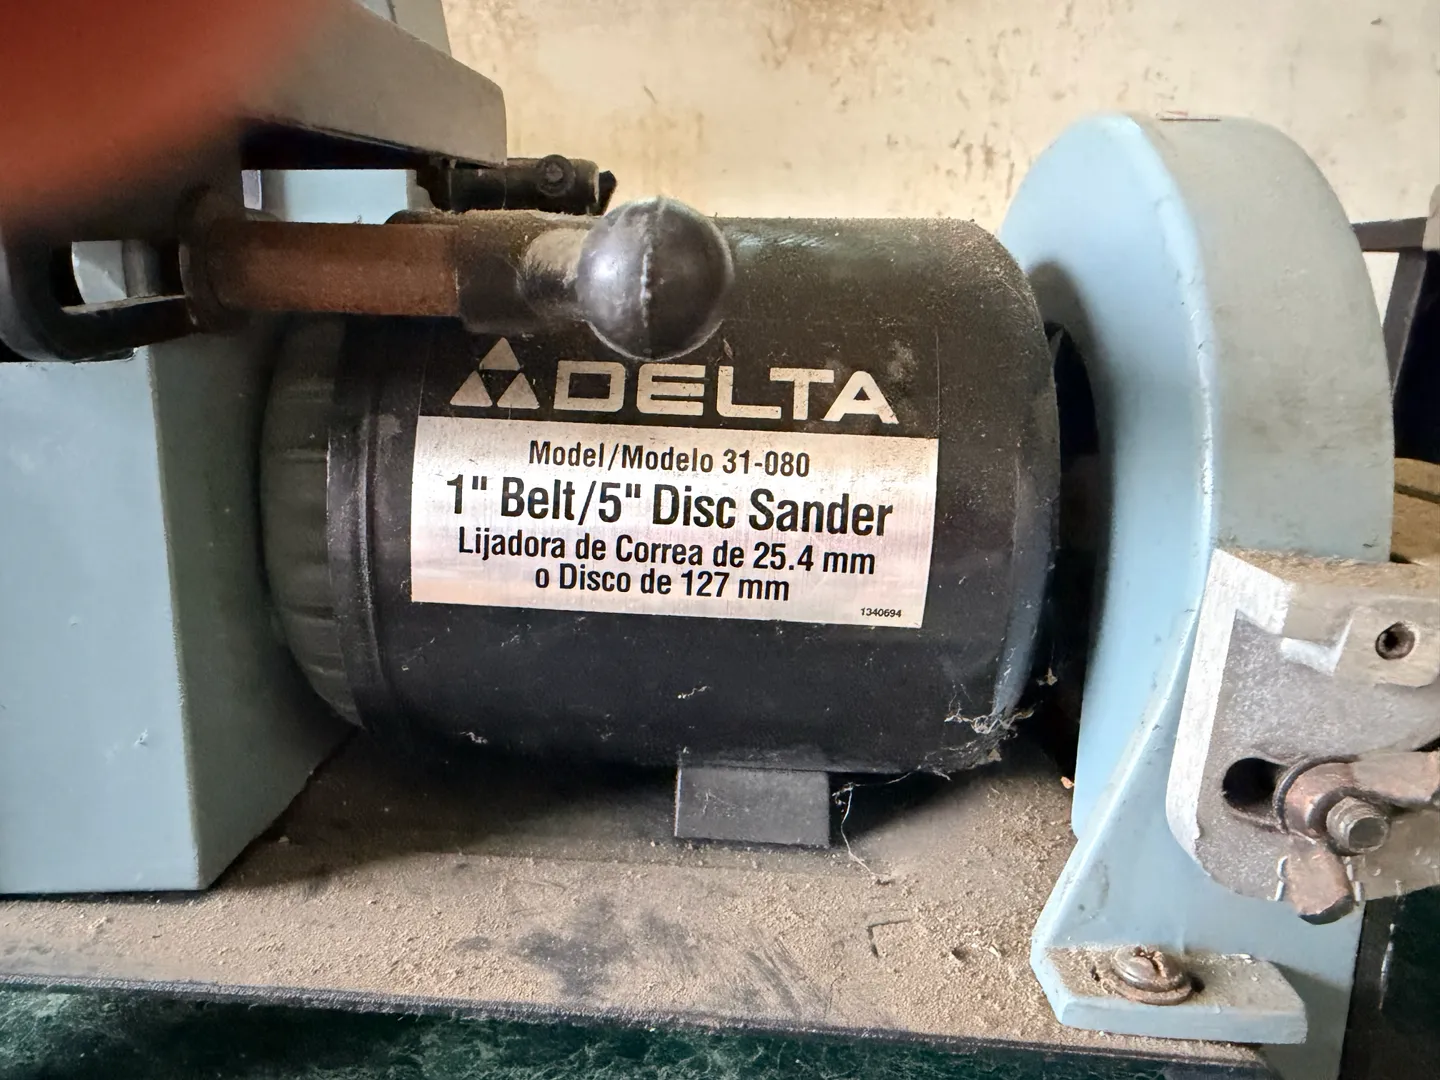 DELTA
Model/Modelo 31-080
1" Belt/5" Disc Sander
Lijadora de Correa de 25.4 mm
o Disco de 127 mm
1340694